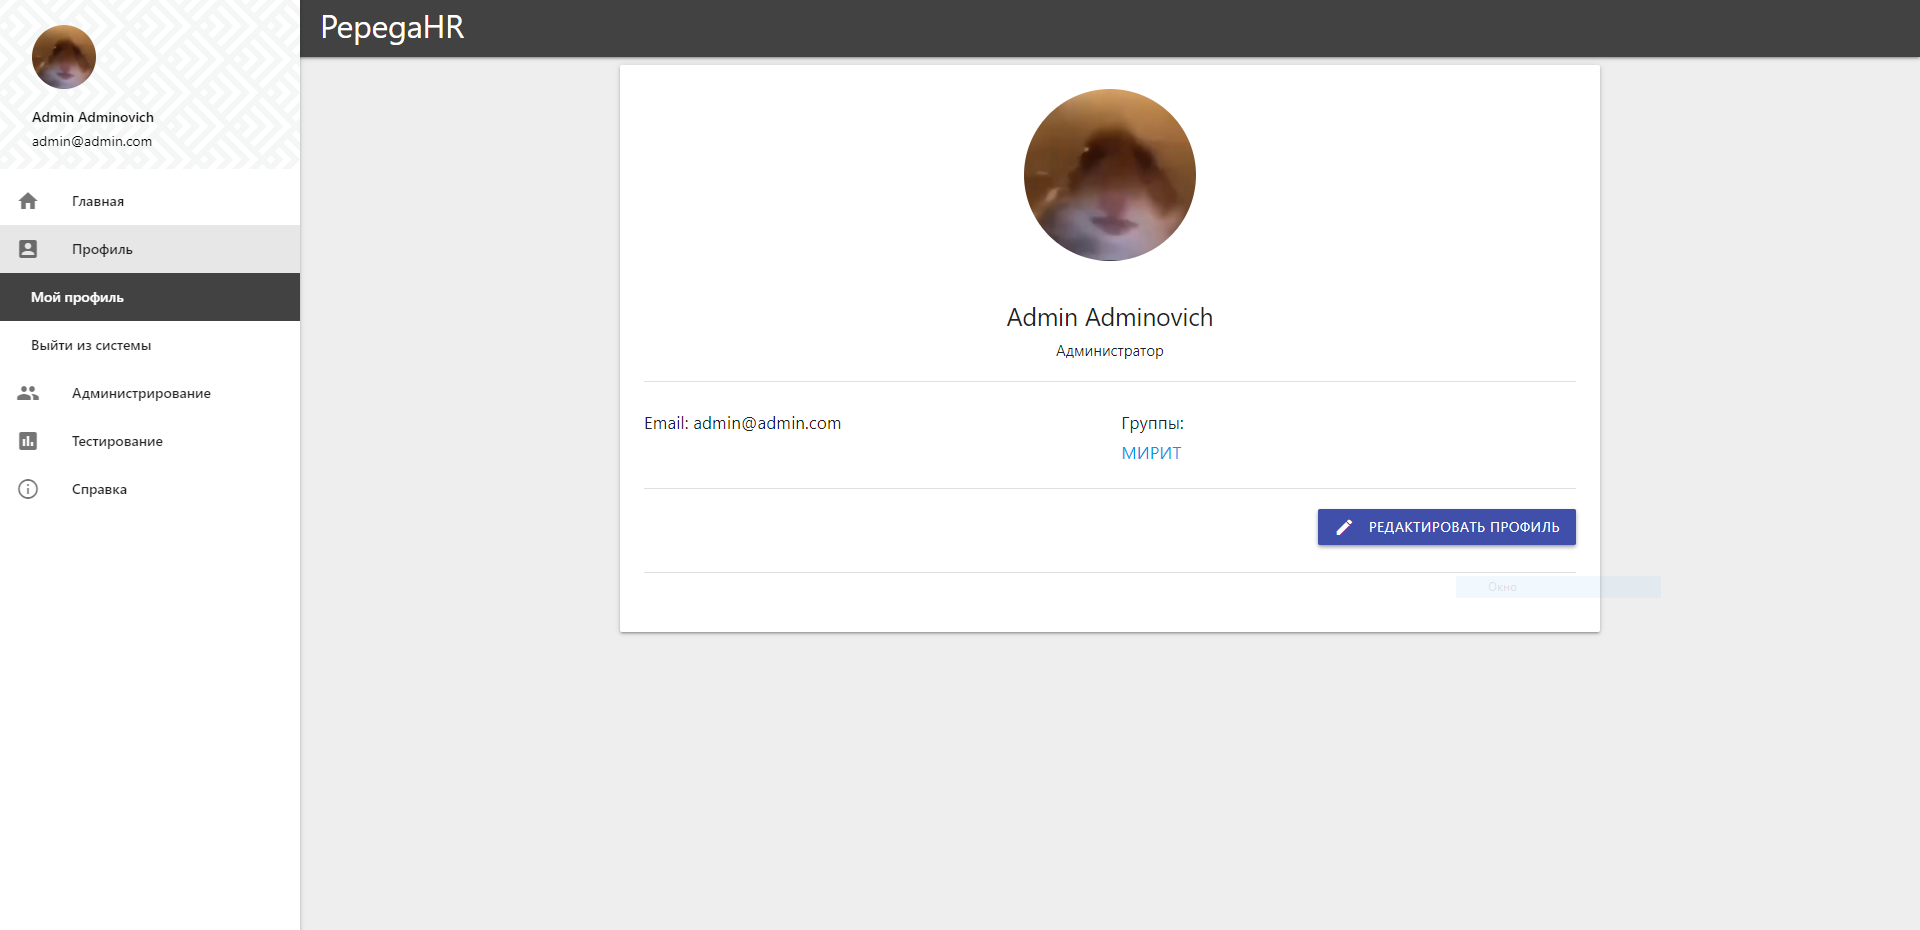 PepegaHR
Admin Adminovich
admin@admin.com
Главная
Профиль
Мой профиль
Выйти из системы
Администрирование
Тестирование
Справка
Admin Adminovich
Администратор
Email: admin@admin.com
Группы:
МИРИТ
РЕДАКТИРОВАТЬ ПРОФИЛЬ
Окно